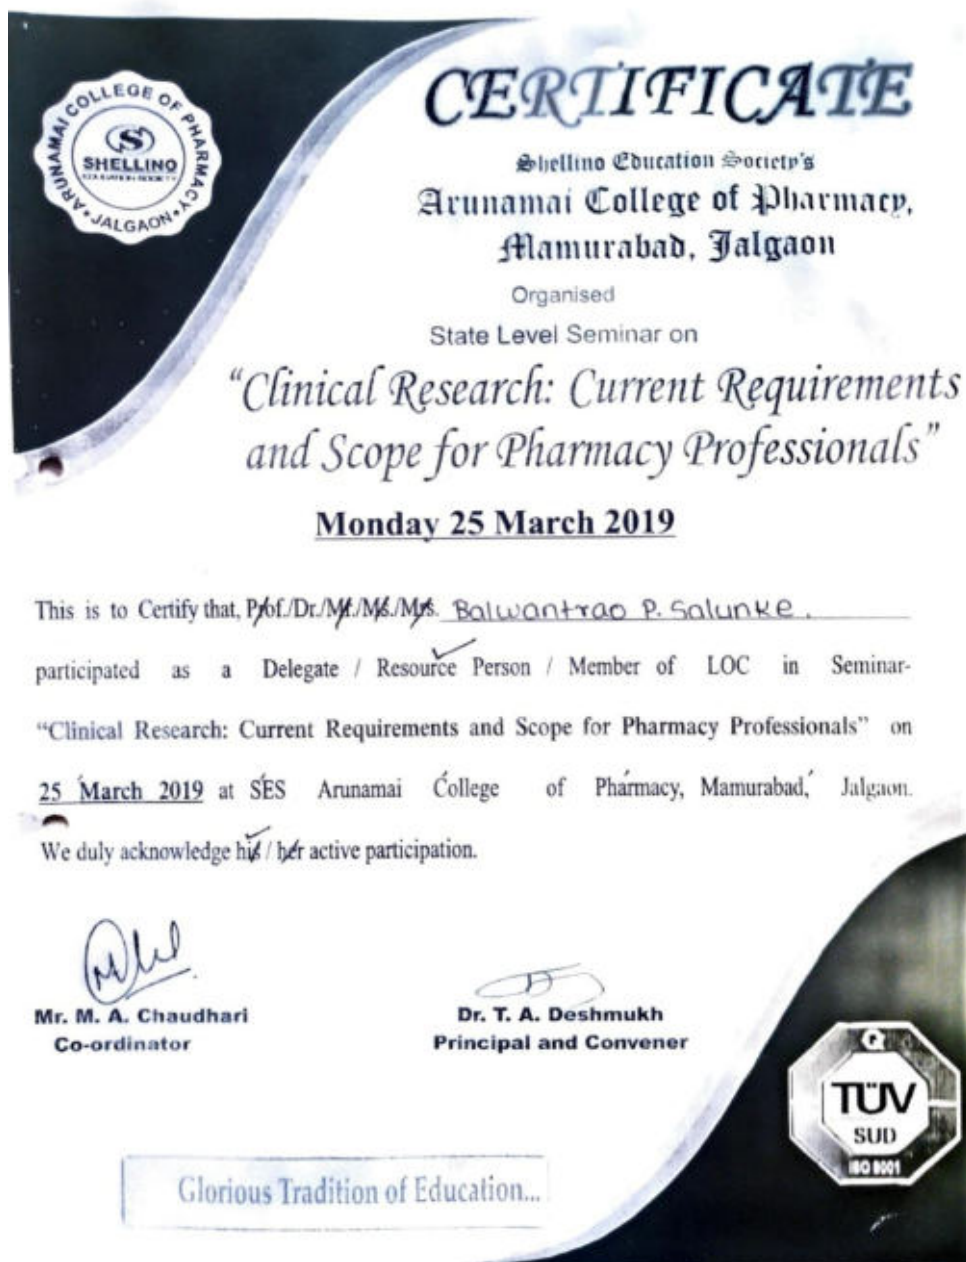 ARUNAMAI COLLEGE OF PHARMACY
SHELLINO
EDUCATION SOCIETY
JALGAON
CERTIFICATE
Shellino Education Society's
Arunamai College of Pharmacy,
Mamurabad, Jalgaon
Organised
State Level Seminar on
“Clinical Research: Current Requirements
and Scope for Pharmacy Professionals”
Monday 25 March 2019
This is to Certify that, Prof./Dr./Mr./Ms./Mrs. Balwantrao P. Salunke.
participated as a Delegate / Resource Person / Member of LOC in Seminar-
“Clinical Research: Current Requirements and Scope for Pharmacy Professionals” on
25 March 2019 at SES Arunamai College of Pharmacy, Mamurabad, Jalgaon.
We duly acknowledge his / her active participation.
Mr. M. A. Chaudhari
Co-ordinator
Dr. T. A. Deshmukh
Principal and Convener
TÜV
SUD
ISO 9001
Glorious Tradition of Education...